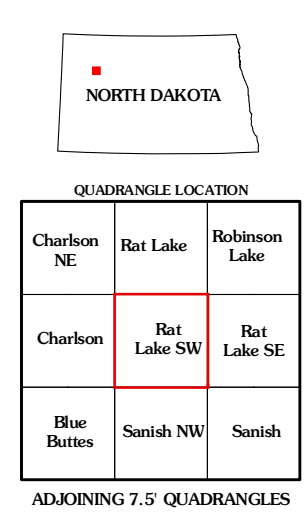 NORTH DAKOTA
QUADRANGLE LOCATION
Charlson
NE
Rat Lake
Robinson
Lake
Charlson
Rat
Lake SW
Rat
Lake SE
Blue
Buttes
Sanish NW
Sanish
ADJOINING 7.5' QUADRANGLES